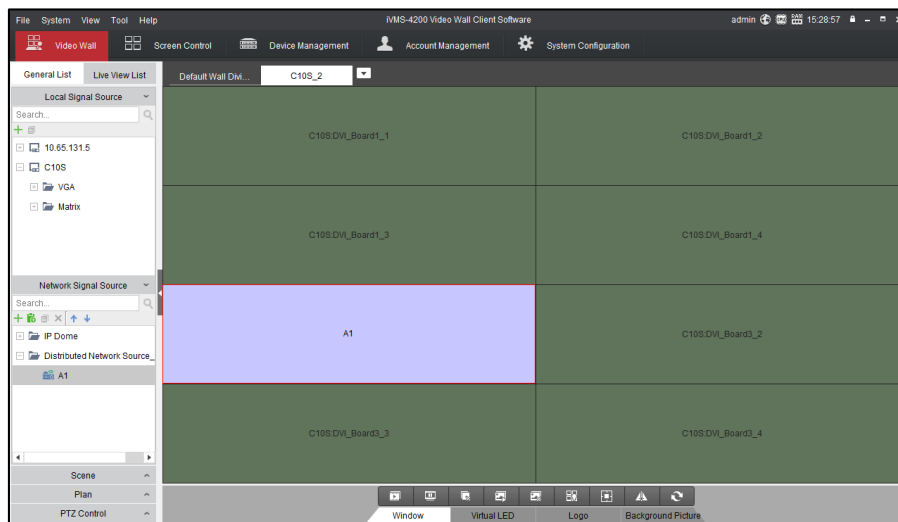 File System View Tool Help iVMS-4200 Video Wall Client Software admin 15:28:57
Video Wall Screen Control Device Management Account Management System Configuration
General List Live View List Default Wall Divi... C10S_2
Local Signal Source
Search...
10.65.131.5
C10S
VGA
Matrix
C10S:DVI_Board1_1 C10S:DVI_Board1_2
C10S:DVI_Board1_3 C10S:DVI_Board1_4
Network Signal Source
Search...
IP Dome
Distributed Network Source_
A1
A1 C10S:DVI_Board3_2
C10S:DVI_Board3_3 C10S:DVI_Board3_4
Scene
Plan
PTZ Control
Window Virtual LED Logo Background Picture